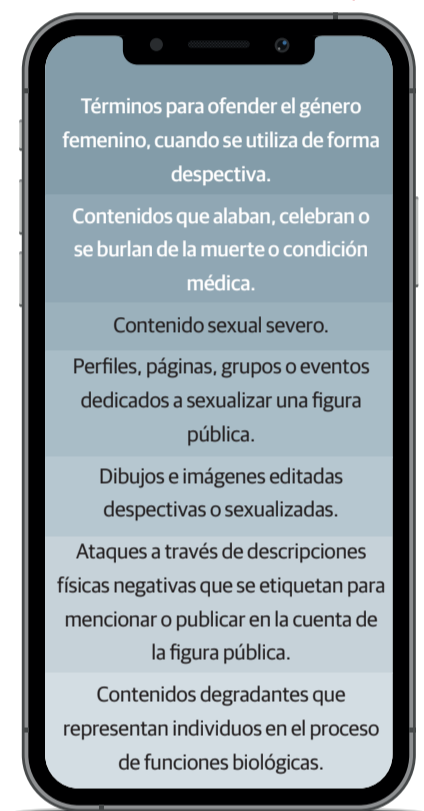 Términos para ofender el género
femenino, cuando se utiliza de forma
despectiva.
Contenidos que alaban, celebran o
se burlan de la muerte o condición
médica.
Contenido sexual severo.
Perfiles, páginas, grupos o eventos
dedicados a sexualizar una figura
pública.
Dibujos e imágenes editadas
despectivas o sexualizadas.
Ataques a través de descripciones
físicas negativas que se etiquetan para
mencionar o publicar en la cuenta de
la figura pública.
Contenidos degradantes que
representan individuos en el proceso
de funciones biológicas.